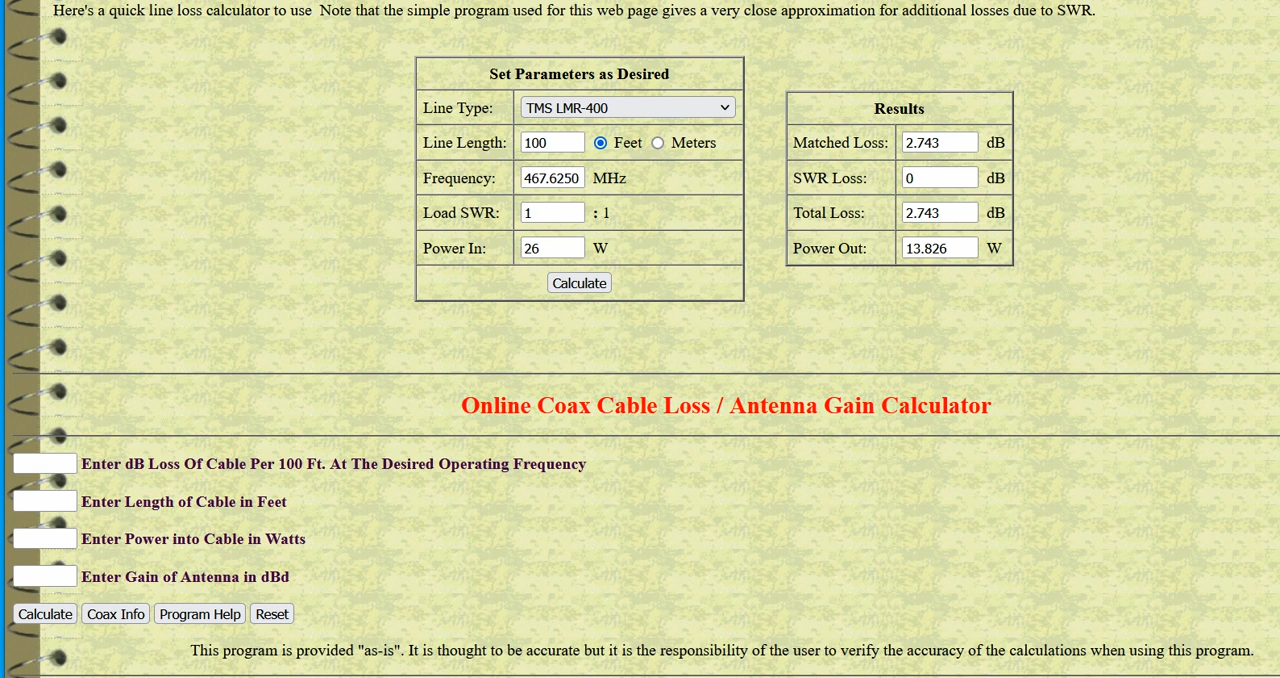 Here's a quick line loss calculator to use  Note that the simple program used for this web page gives a very close approximation for additional losses due to SWR.
Set Parameters as Desired
Line Type: TMS LMR-400
Line Length: 100 Feet Meters
Frequency: 467.6250 MHz
Load SWR: 1 : 1
Power In: 26 W
Calculate
Results
Matched Loss: 2.743 dB
SWR Loss: 0 dB
Total Loss: 2.743 dB
Power Out: 13.826 W
Online Coax Cable Loss / Antenna Gain Calculator
Enter dB Loss Of Cable Per 100 Ft. At The Desired Operating Frequency
Enter Length of Cable in Feet
Enter Power into Cable in Watts
Enter Gain of Antenna in dBd
Calculate Coax Info Program Help Reset
This program is provided "as-is". It is thought to be accurate but it is the responsibility of the user to verify the accuracy of the calculations when using this program.